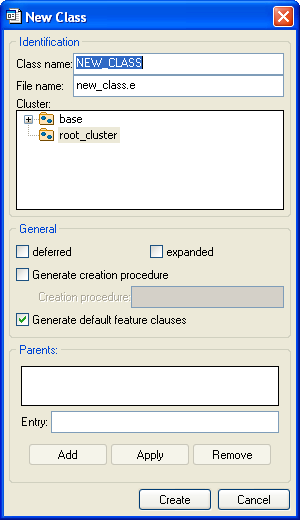 New Class
Identification
Class name: NEW_CLASS
File name: new_class.e
Cluster:
base
root_cluster
General
deferred expanded
Generate creation procedure
Creation procedure:
Generate default feature clauses
Parents:
Entry:
Add Apply Remove
Create Cancel